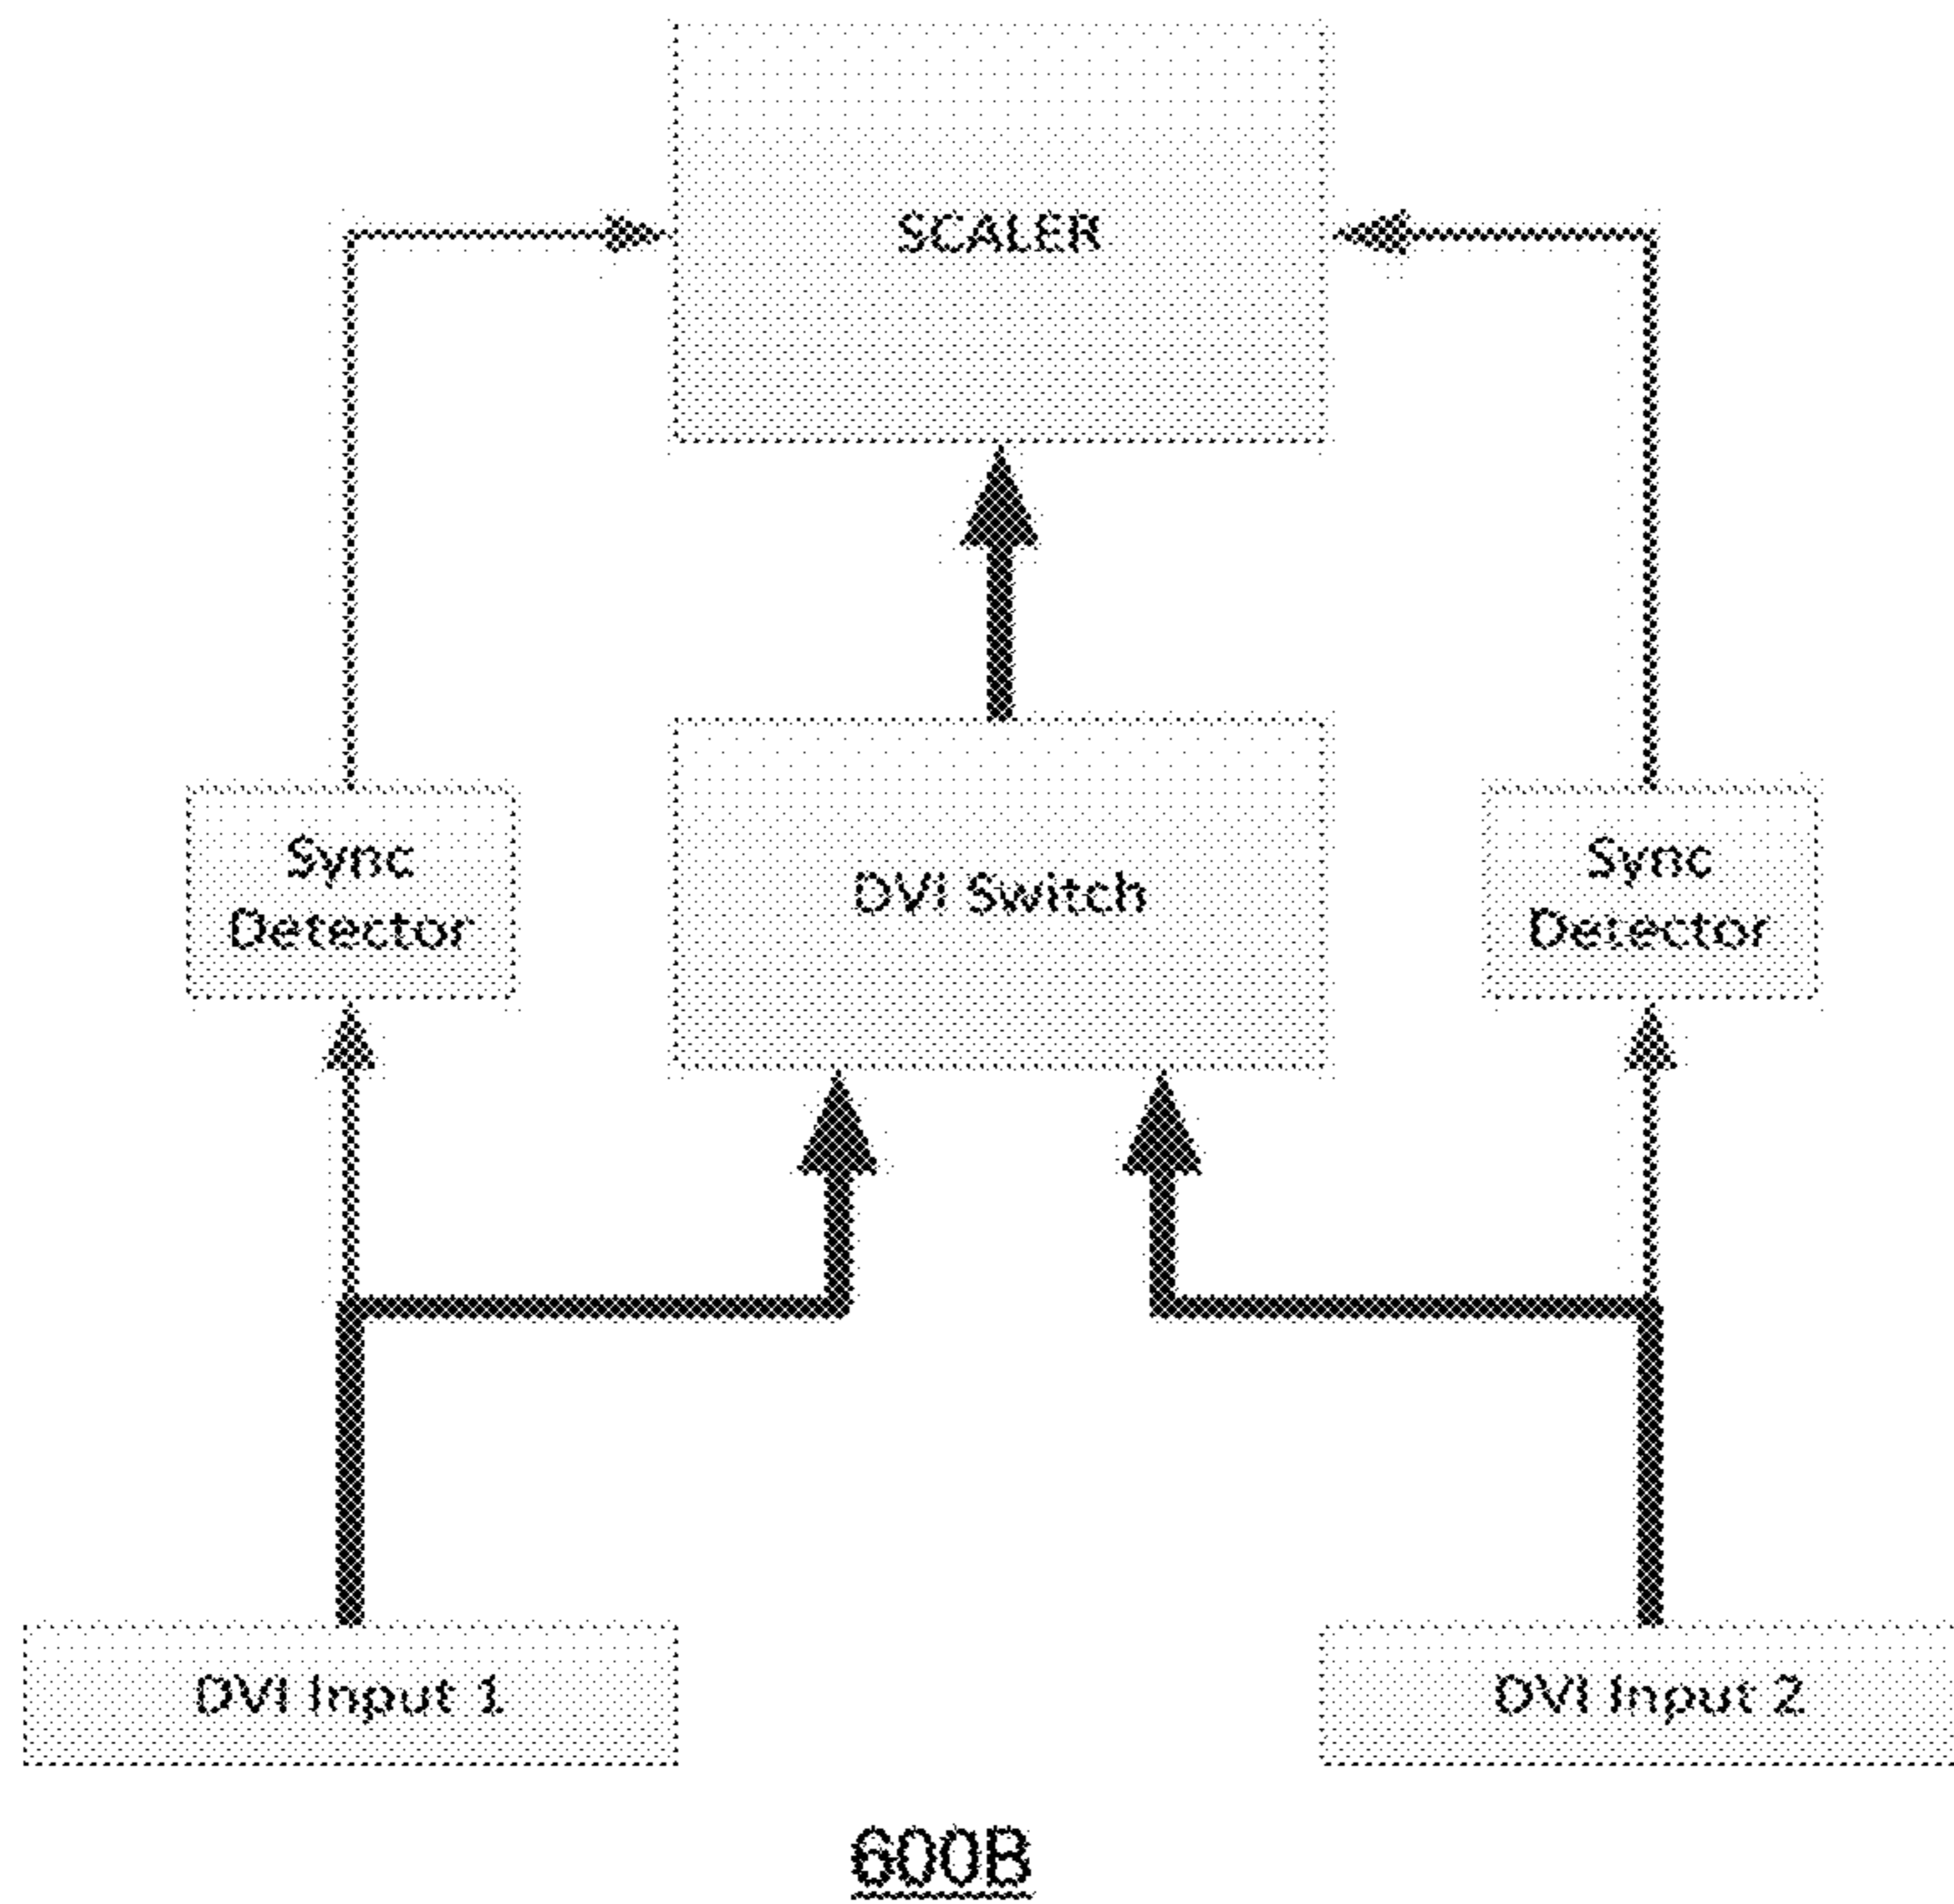 SCALER
Sync
Detector
DVI Switch
Sync
Detector
DVI Input 1
DVI Input 2
600B